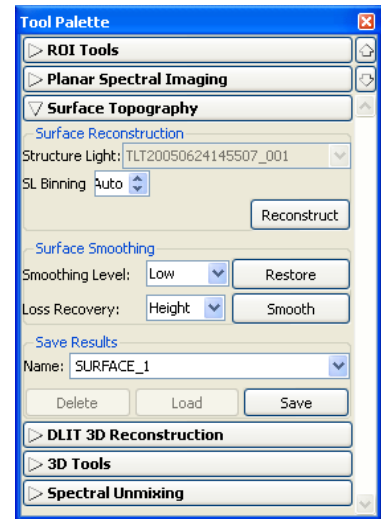 Tool Palette
ROI Tools
Planar Spectral Imaging
Surface Topography
Surface Reconstruction
Structure Light: TLT20050624145507_001
SL Binning Auto
Reconstruct
Surface Smoothing
Smoothing Level: Low Restore
Loss Recovery: Height Smooth
Save Results
Name: SURFACE_1
Delete Load Save
DLIT 3D Reconstruction
3D Tools
Spectral Unmixing